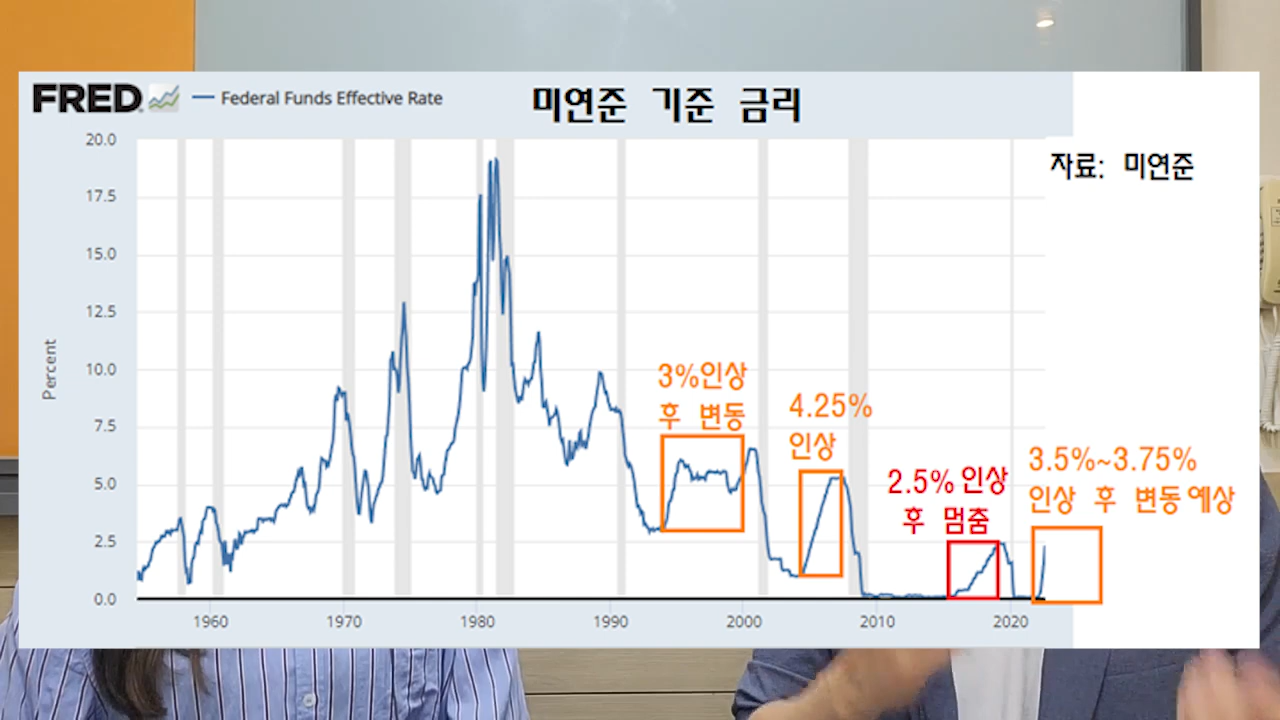 FRED
Federal Funds Effective Rate
미연준 기준 금리
자료: 미연준
Percent
20.0
17.5
15.0
12.5
10.0
7.5
5.0
2.5
0.0
3%인상
후 변동
4.25%
인상
2.5% 인상
후 멈춤
3.5%~3.75%
인상 후 변동 예상
1960
1970
1980
1990
2000
2010
2020